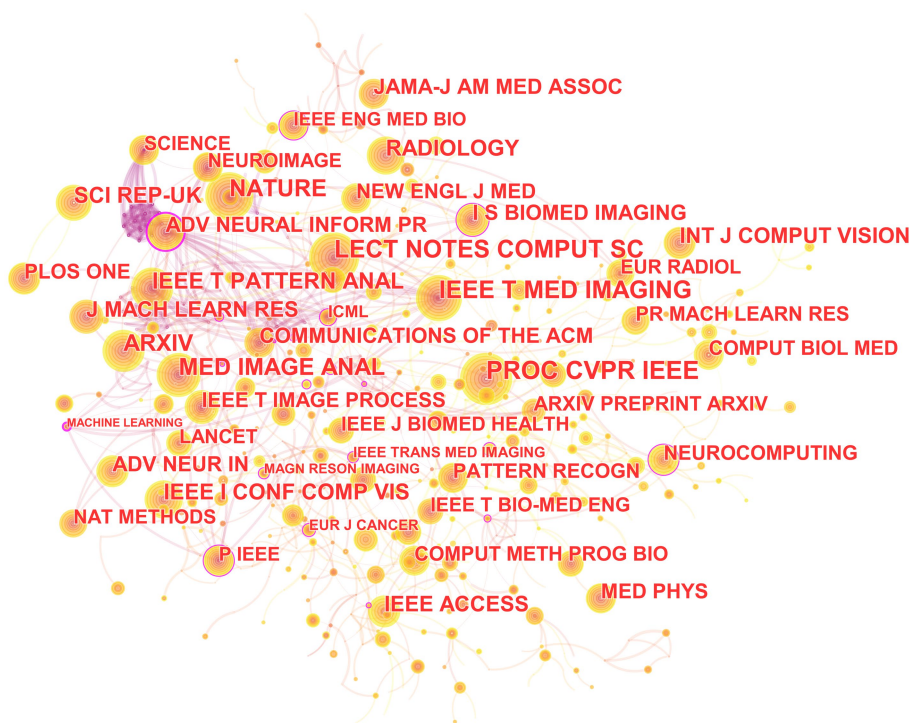 JAMA-J AM MED ASSOC
IEEE ENG MED BIO
SCIENCE
RADIOLOGY
NEUROIMAGE
NATURE
SCI REP-UK
NEW ENGL J MED
I S BIOMED IMAGING
ADV NEURAL INFORM PR
INT J COMPUT VISION
LECT NOTES COMPUT SC
PLOS ONE
EUR RADIOL
IEEE T PATTERN ANAL
IEEE T MED IMAGING
J MACH LEARN RES
ICML
PR MACH LEARN RES
COMMUNICATIONS OF THE ACM
ARXIV
COMPUT BIOL MED
MED IMAGE ANAL
PROC CVPR IEEE
IEEE T IMAGE PROCESS
ARXIV PREPRINT ARXIV
MACHINE LEARNING
IEEE J BIOMED HEALTH
LANCET
IEEE TRANS MED IMAGING
NEUROCOMPUTING
ADV NEUR IN
MAGN RESON IMAGING
PATTERN RECOGN
IEEE I CONF COMP VIS
IEEE T BIO-MED ENG
NAT METHODS
EUR J CANCER
P IEEE
COMPUT METH PROG BIO
MED PHYS
IEEE ACCESS